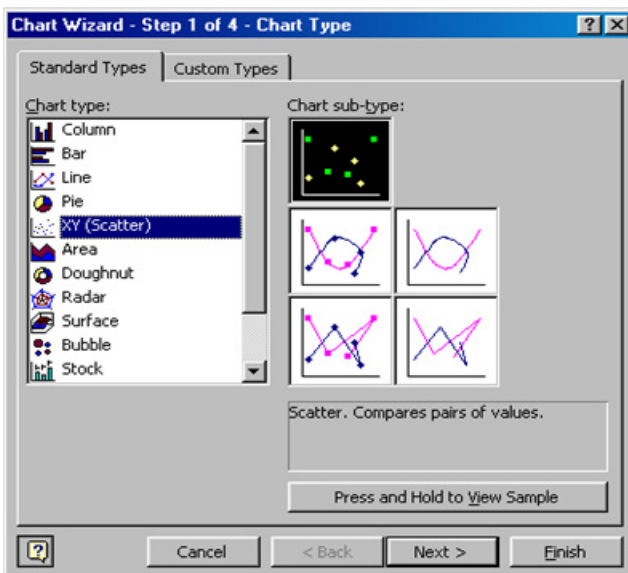 Chart Wizard - Step 1 of 4 - Chart Type
Standard Types
Custom Types
Chart type:
Column
Bar
Line
Pie
XY (Scatter)
Area
Doughnut
Radar
Surface
Bubble
Stock
Chart sub-type:
Scatter. Compares pairs of values.
Press and Hold to View Sample
Cancel
< Back
Next >
Finish